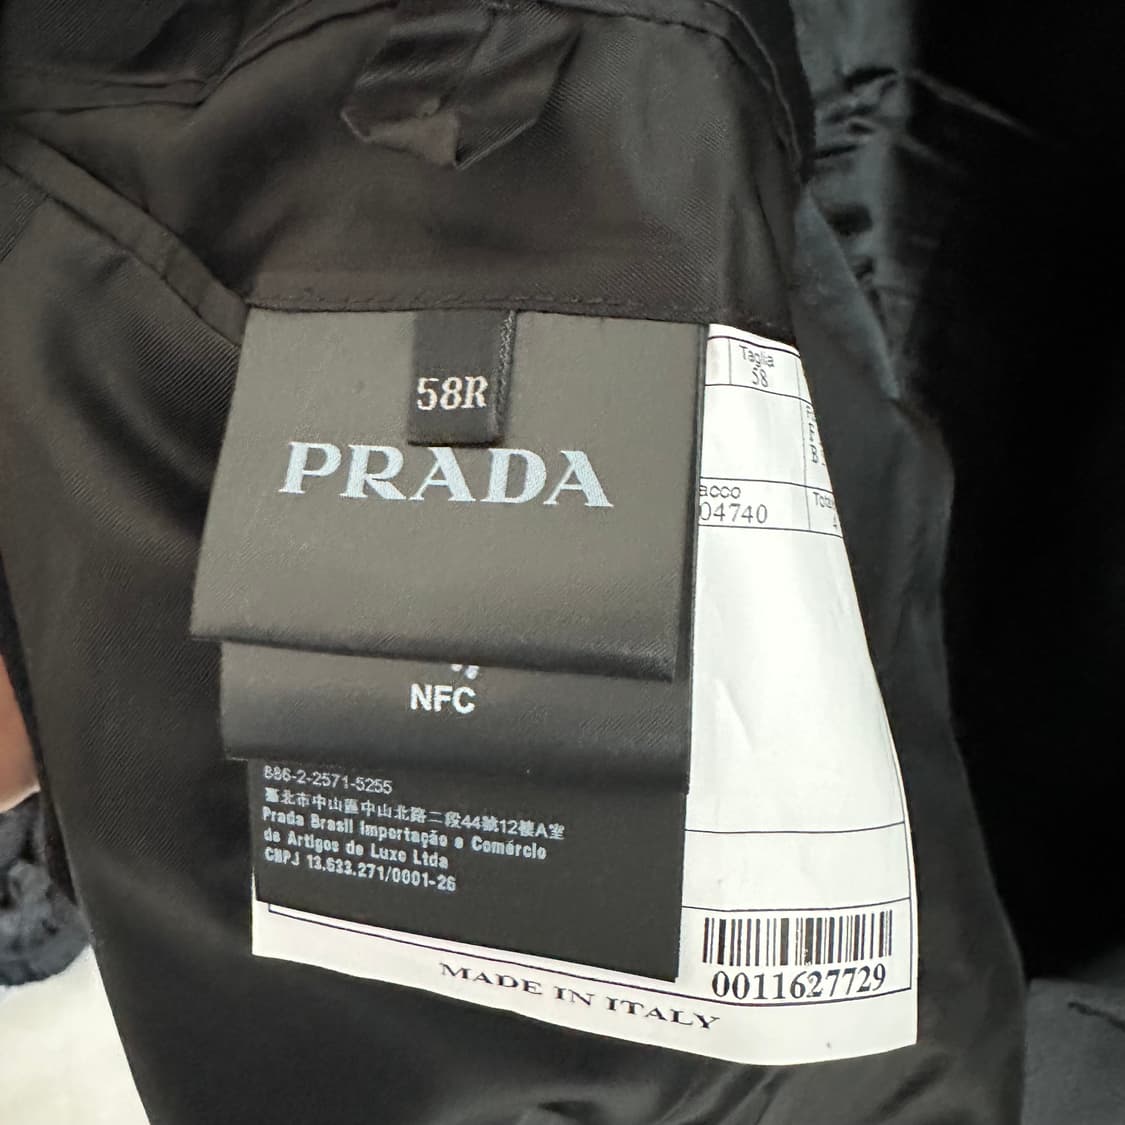 58R
PRADA
NFC
886-2-2571-5255
臺北市中山區中山北路二段44號12樓A室
Prada Brasil Importação e Comércio
de Artigos de Luxo Ltda
CNPJ 13.633.271/0001-26
Taglia
58
04740
0011627729
MADE IN ITALY